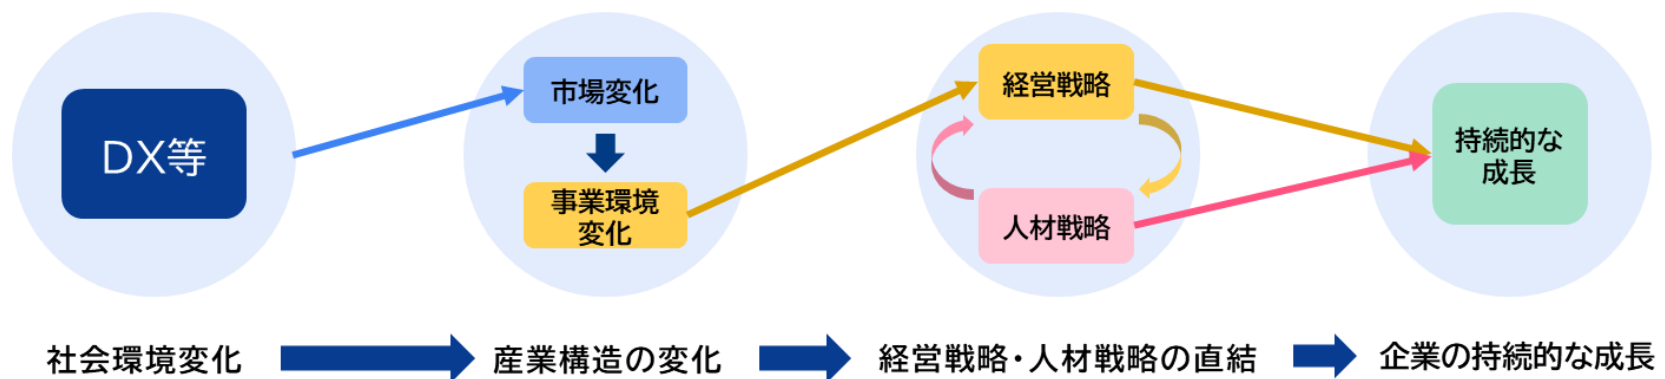 DX等
市場変化
事業環境
変化
経営戦略
人材戦略
持続的な
成長
社会環境変化
産業構造の変化
経営戦略・人材戦略の直結
企業の持続的な成長